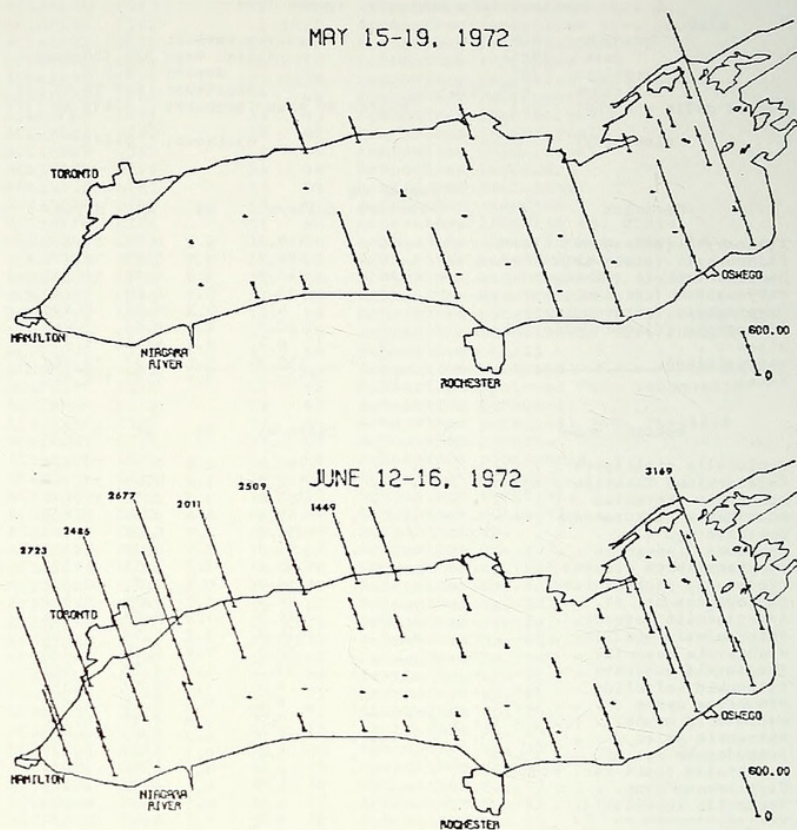 MAY 15-19, 1972
TORONTO
OSWEGO
HAMILTON
NIAGARA
RIVER
ROCHESTER
600.00
0
JUNE 12-16, 1972
3169
2677
2509
2011
1449
2485
2723
TORONTO
OSWEGO
HAMILTON
NIAGARA
RIVER
ROCHESTER
600.00
0